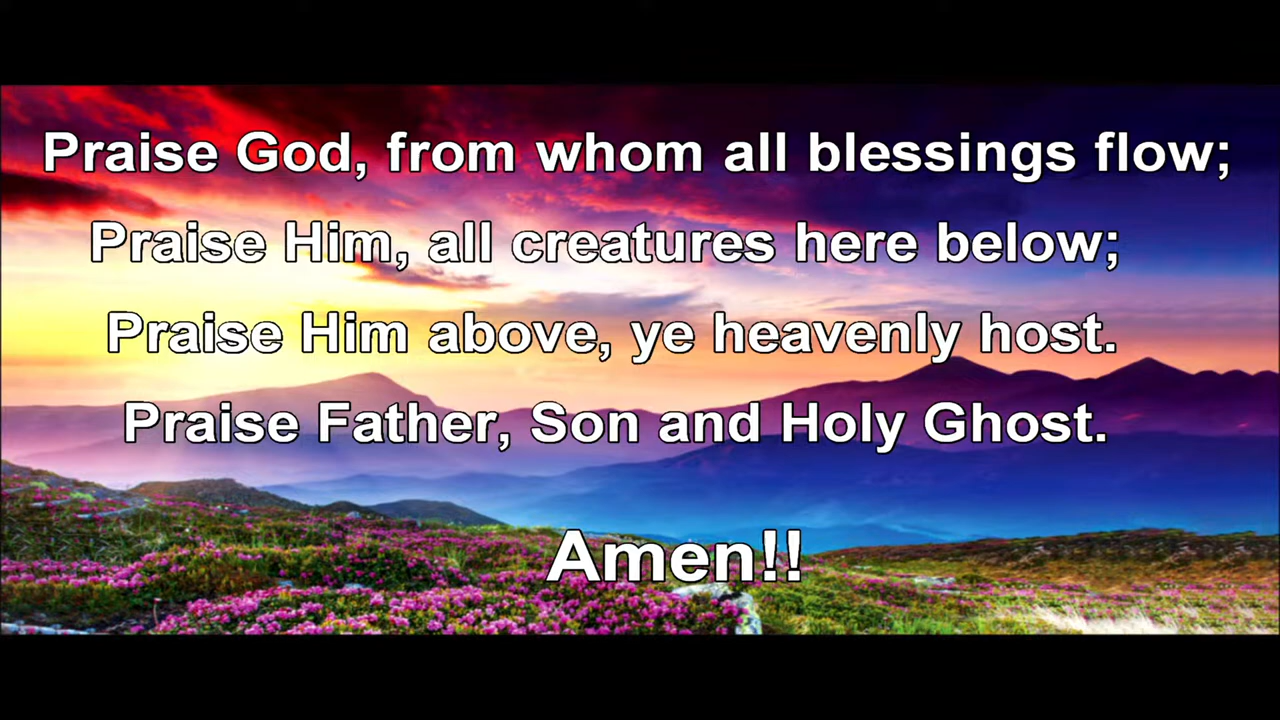 Praise God, from whom all blessings flow;
Praise Him, all creatures here below;
Praise Him above, ye heavenly host.
Praise Father, Son and Holy Ghost.
Amen!!